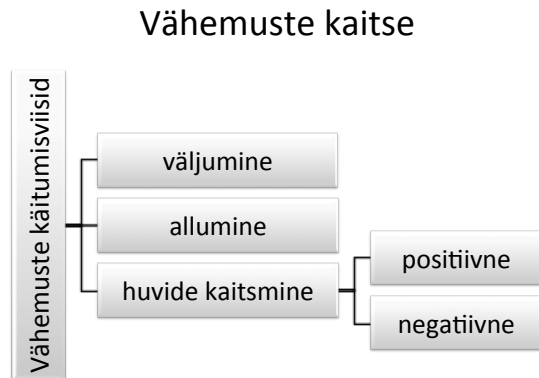 Vähemuste kaitse
Vähemuste käitumisviisid
väljumine
allumine
huvide kaitsmine
positiivne
negatiivne